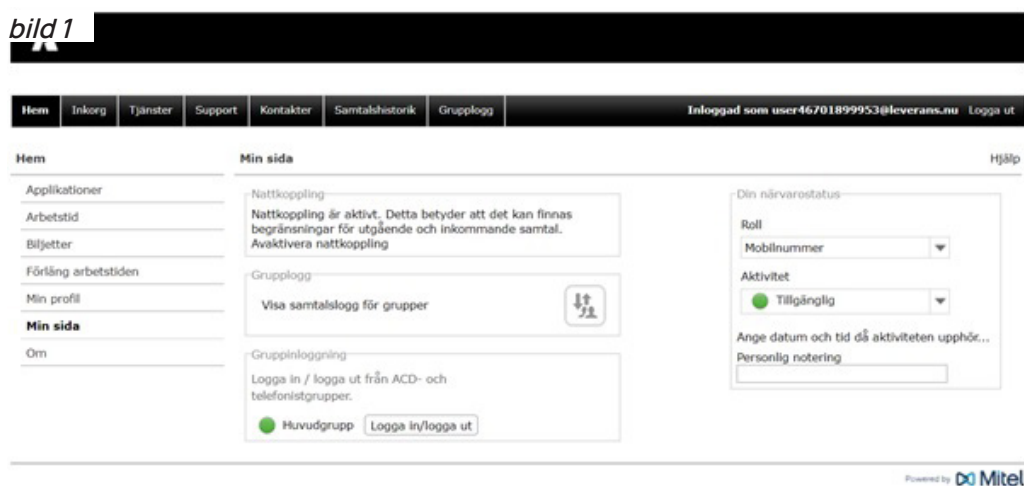 bild 1
Hem Inkorg Tjänster Support Kontakter Samtalshistorik Grupplogg Inloggad som user46701899953@leverans.nu Logga ut
Hem
Min sida
Hjälp
Applikationer
Arbetstid
Biljetter
Förläng arbetstiden
Min profil
Min sida
Om
Nattkoppling
Nattkoppling är aktivt. Detta betyder att det kan finnas
begränsningar för utgående och inkommande samtal.
Avaktivera nattkoppling
Grupplogg
Visa samtalslogg för grupper
Gruppinloggning
Logga in / logga ut från ACD- och
telefonistgrupper.
Huvudgrupp Logga in/logga ut
Din närvarostatus
Roll
Mobilnummer
Aktivitet
Tillgänglig
Ange datum och tid då aktiviteten upphör...
Personlig notering
Powered by Mitel